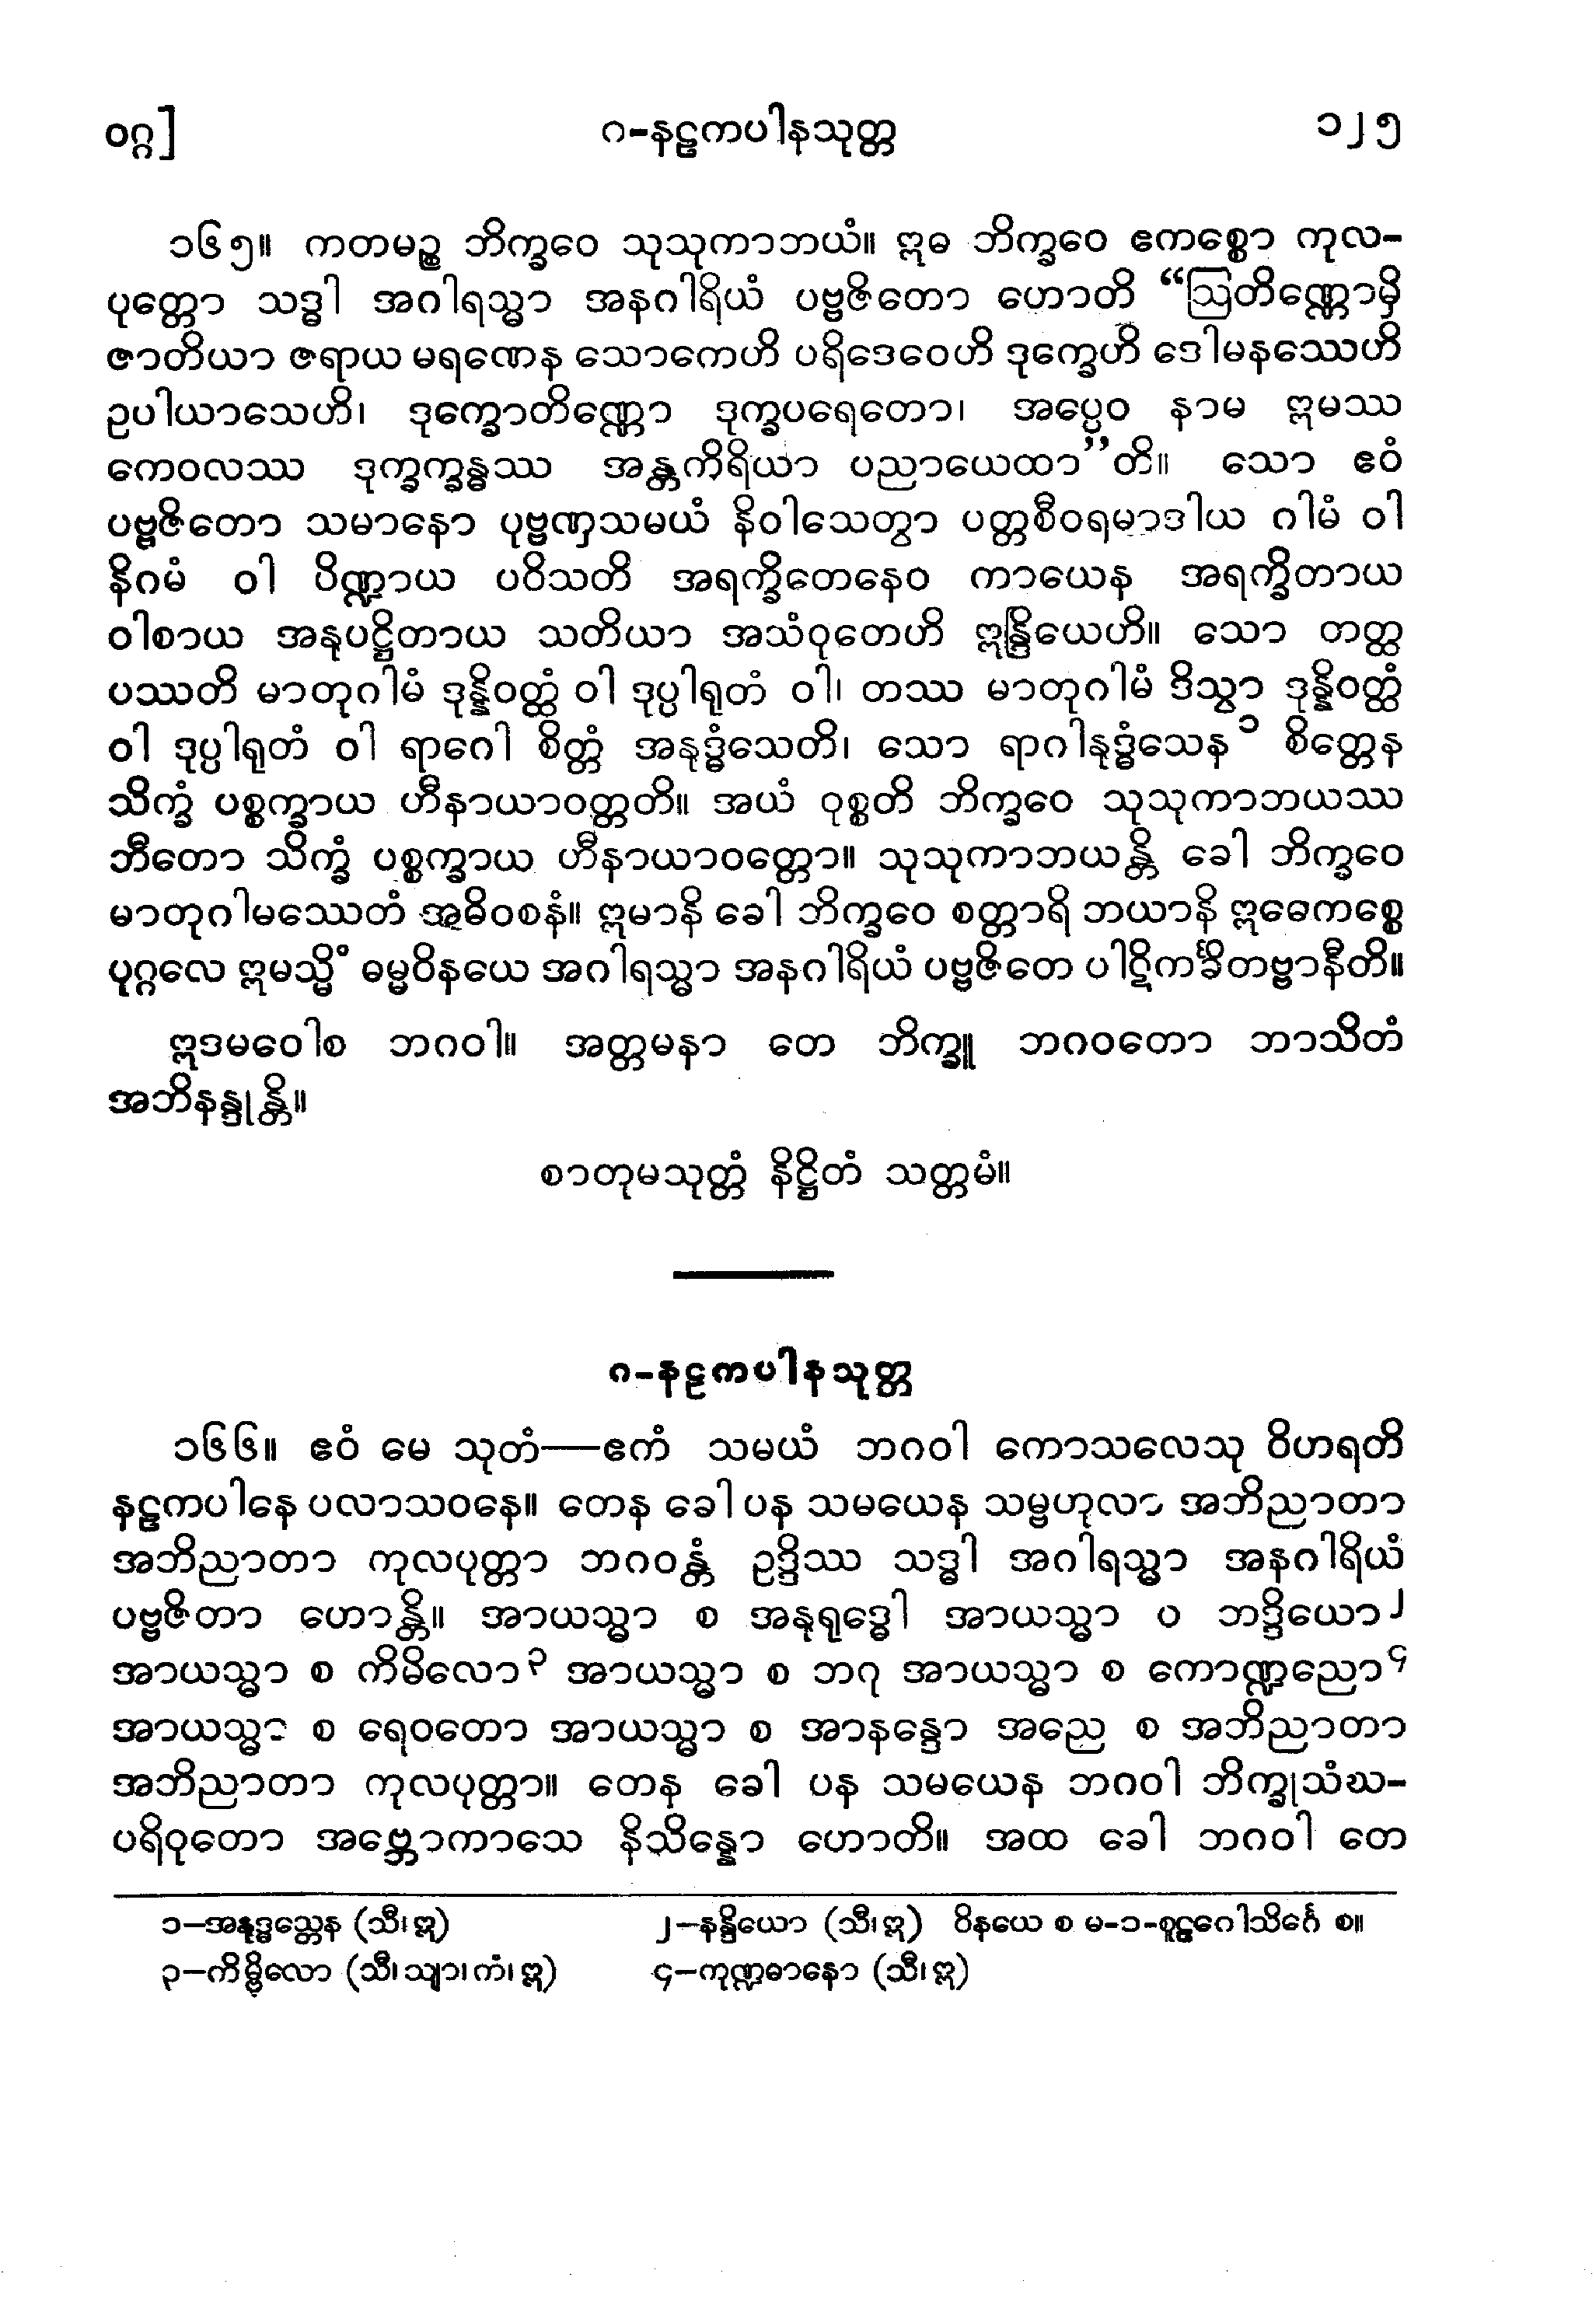 ဝဂ္ဂ]
ဂ-နဠကပါနသုတ္တ
၁၂၅
၁၆၅။ ကတမဉ္စ ဘိက္ခဝေ သုသုကာဘယံ။ ဣဓ ဘိက္ခဝေ ဧကစ္စော ကုလ-
ပုတ္တော သဒ္ဓါ အဂါရသ္မာ အနဂါရိယံ ပဗ္ဗဇိတော ဟောတိ “ဩတိဏ္ဏောမှိ
ဇာတိယာ ဇရာယ မရဏေန သောကေဟိ ပရိဒေဝေဟိ ဒုက္ခေဟိ ဒေါမနဿေဟိ
ဥပါယာသေဟိ၊ ဒုက္ခောတိဏ္ဏော ဒုက္ခပရေတော၊ အပ္ပေဝ နာမ ဣမဿ
ကေဝလဿ ဒုက္ခက္ခန္ဓဿ အန္တကိရိယာ ပညာယေထာ”တိ။ သော ဧဝံ
ပဗ္ဗဇိတော သမာနော ပုဗ္ဗဏှသမယံ နိဝါသေတွာ ပတ္တစီဝရမာဒါယ ဂါမံ ဝါ
နိဂမံ ဝါ ပိဏ္ဍာယ ပဝိသတိ အရက္ခိတေနေဝ ကာယေန အရက္ခိတာယ
ဝါစာယ အနုပဋ္ဌိတာယ သတိယာ အသံဝုတေဟိ ဣန္ဒြိယေဟိ။ သော တတ္ထ
ပဿတိ မာတုဂါမံ ဒုန္နိဝတ္ထံ ဝါ ဒုပ္ပါရုတံ ဝါ၊ တဿ မာတုဂါမံ ဒိသွာ ဒုန္နိဝတ္ထံ
ဝါ ဒုပ္ပါရုတံ ဝါ ရာဂေါ စိတ္တံ အနုဒ္ဓံသေတိ၊ သော ရာဂါနုဒ္ဓံသေန၁ စိတ္တေန
သိက္ခံ ပစ္စက္ခာယ ဟီနာယာဝတ္တတိ။ အယံ ဝုစ္စတိ ဘိက္ခဝေ သုသုကာဘယဿ
ဘီတော သိက္ခံ ပစ္စက္ခာယ ဟီနာယာဝတ္တော။ သုသုကာဘယန္တိ ခေါ ဘိက္ခဝေ
မာတုဂါမဿေတံ အဓိဝစနံ။ ဣမာနိ ခေါ ဘိက္ခဝေ စတ္တာရိ ဘယာနိ ဣဓေကစ္စေ
ပုဂ္ဂလေ ဣမသ္မိံ ဓမ္မဝိနယေ အဂါရသ္မာ အနဂါရိယံ ပဗ္ဗဇိတေ ပါဋိကင်္ခိတဗ္ဗာနီတိ။
ဣဒမဝေါစ ဘဂဝါ။ အတ္တမနာ တေ ဘိက္ခူ ဘဂဝတော ဘာသိတံ
အဘိနန္ဒုန္တိ။
စာတုမသုတ္တံ နိဋ္ဌိတံ သတ္တမံ။
ဂ-နဠကပါနသုတ္တ
၁၆၆။ ဧဝံ မေ သုတံ—ဧကံ သမယံ ဘဂဝါ ကောသလေသု ဝိဟရတိ
နဠကပါနေ ပလာသဝနေ။ တေန ခေါ ပန သမယေန သမ္ဗဟုလာ အဘိညာတာ
အဘိညာတာ ကုလပုတ္တာ ဘဂဝန္တံ ဥဒ္ဒိဿ သဒ္ဓါ အဂါရသ္မာ အနဂါရိယံ
ပဗ္ဗဇိတာ ဟောန္တိ။ အာယသ္မာ စ အနုရုဒ္ဓေါ အာယသ္မာ ပ ဘဒ္ဒိယော၂
အာယသ္မာ စ ကိမိလော၃ အာယသ္မာ စ ဘဂု အာယသ္မာ စ ကောဏ္ဍညော၄
အာယသ္မာ စ ရေဝတော အာယသ္မာ စ အာနန္ဒော အညေ စ အဘိညာတာ
အဘိညာတာ ကုလပုတ္တာ။ တေန ခေါ ပန သမယေန ဘဂဝါ ဘိက္ခုသံဃ-
ပရိဝုတော အဗ္ဘောကာသေ နိသိန္နော ဟောတိ။ အထ ခေါ ဘဂဝါ တေ
၁—အနုဒ္ဓသ္တေန (သီ၊ ဣ)
၂—နန္ဒိယော (သီ၊ ဣ) ဝိနယေ စ မ-၁-စူဠဂေါသိင်္ဂေ စ။
၃—ကိမ္ဗိလော (သီ၊ သျာ၊ ကံ၊ ဣ)
၄—ကုဏ္ဍဓာနော (သီ၊ ဣ)